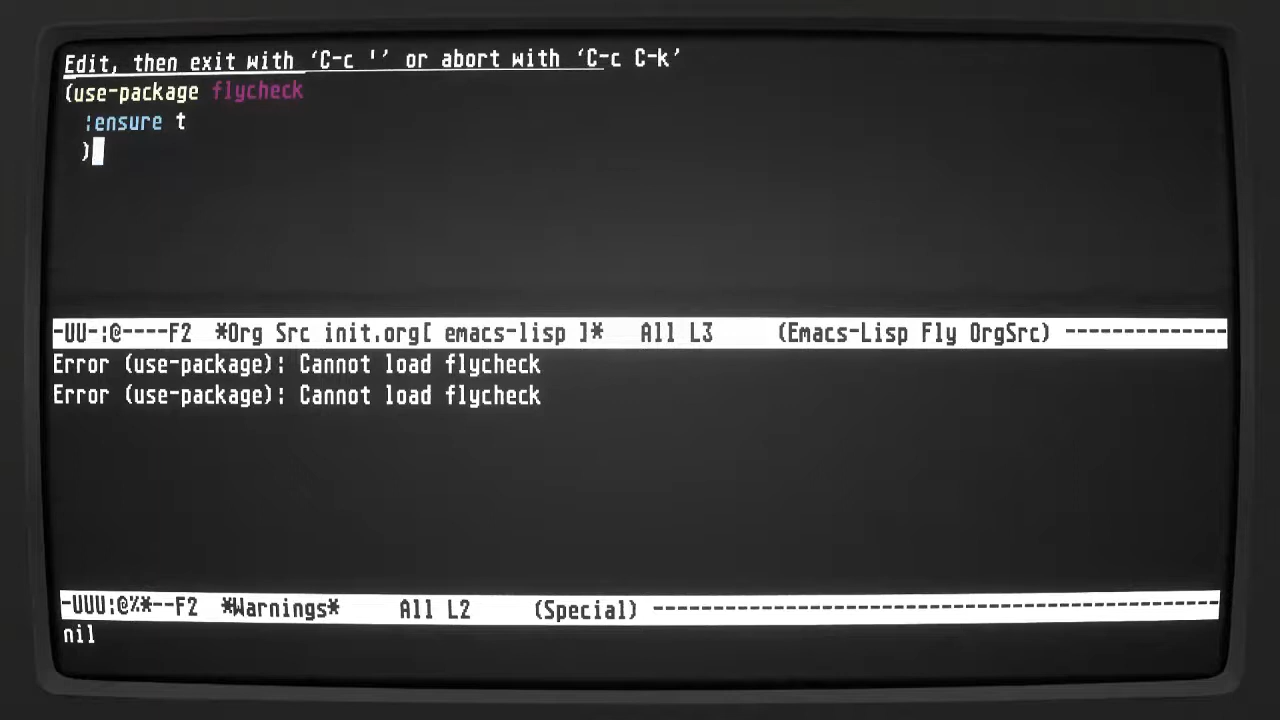 Edit, then exit with ‘C-c '’ or abort with ‘C-c C-k’
(use-package flycheck
:ensure t
)
-UU-:@----F2 *Org Src init.org[ emacs-lisp ]* All L3 (Emacs-Lisp Fly OrgSrc) --------------------
Error (use-package): Cannot load flycheck
Error (use-package): Cannot load flycheck
-UUU:@%*--F2 *Warnings* All L2 (Special) ----------------------------------------------------------------------
nil